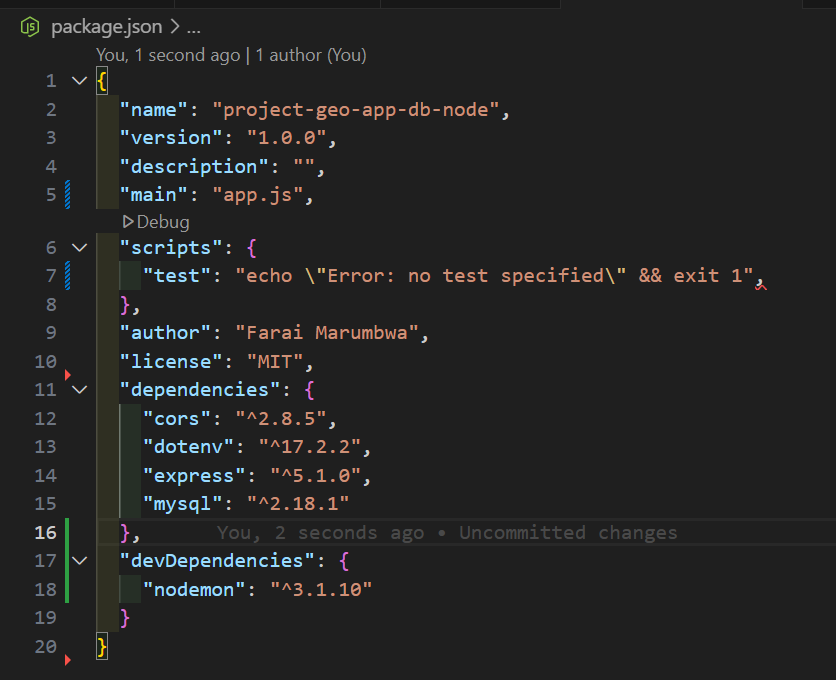 package.json > ...
You, 1 second ago | 1 author (You)
1 {
2 "name": "project-geo-app-db-node",
3 "version": "1.0.0",
4 "description": "",
5 "main": "app.js",
Debug
6 "scripts": {
7 "test": "echo \"Error: no test specified\" && exit 1",
8 },
9 "author": "Farai Marumbwa",
10 "license": "MIT",
11 "dependencies": {
12 "cors": "^2.8.5",
13 "dotenv": "^17.2.2",
14 "express": "^5.1.0",
15 "mysql": "^2.18.1"
16 }, You, 2 seconds ago • Uncommitted changes
17 "devDependencies": {
18 "nodemon": "^3.1.10"
19 }
20 }